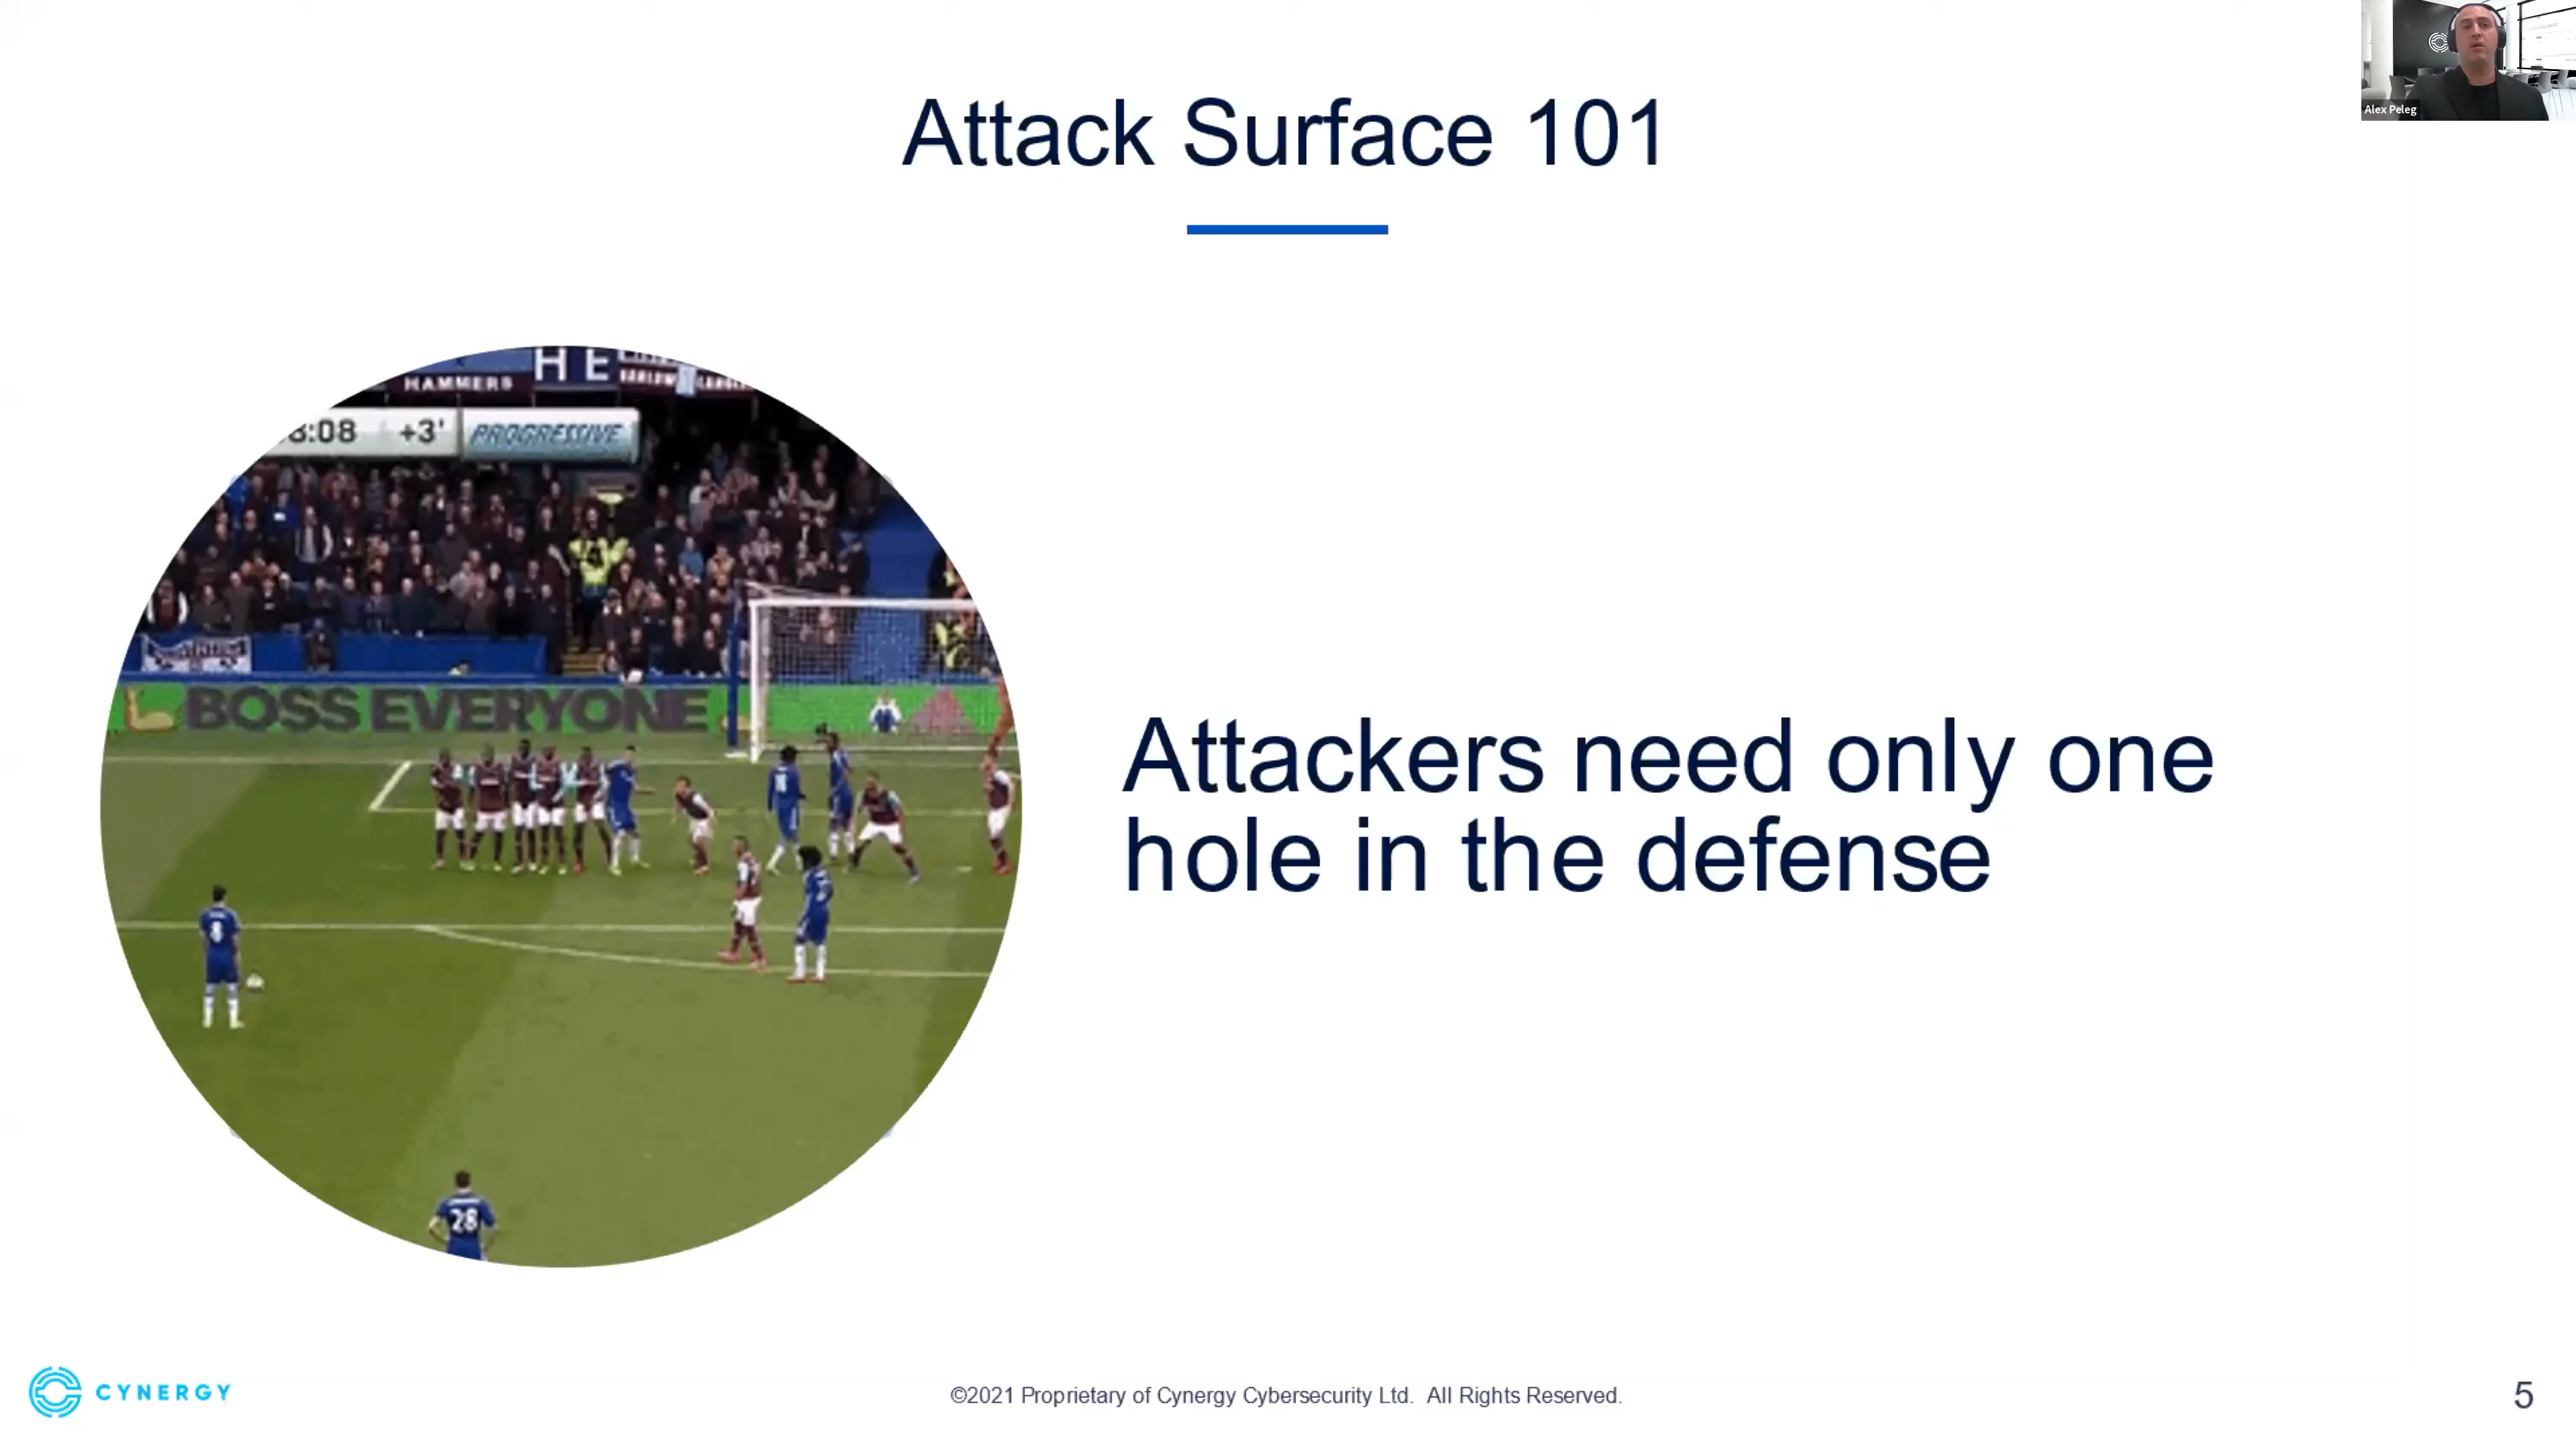 Attack Surface 101
Alex Peleg
HAMMERS
H E
3:08 +3'
PROGRESSIVE
BOSS EVERYONE
8
28
Attackers need only one
hole in the defense
CYNERGY
©2021 Proprietary of Cynergy Cybersecurity Ltd. All Rights Reserved.
5